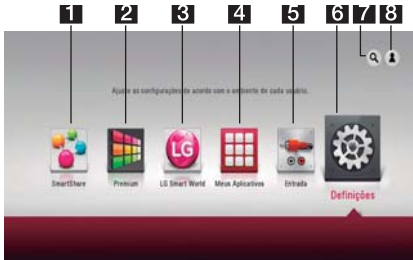 1 2 3 4 5 6 7 8
Ajuste as configurações de acordo com o ambiente de cada usuário.
LG
SmartShare Premium LG Smart World Meus Aplicativos Entrada
Definições